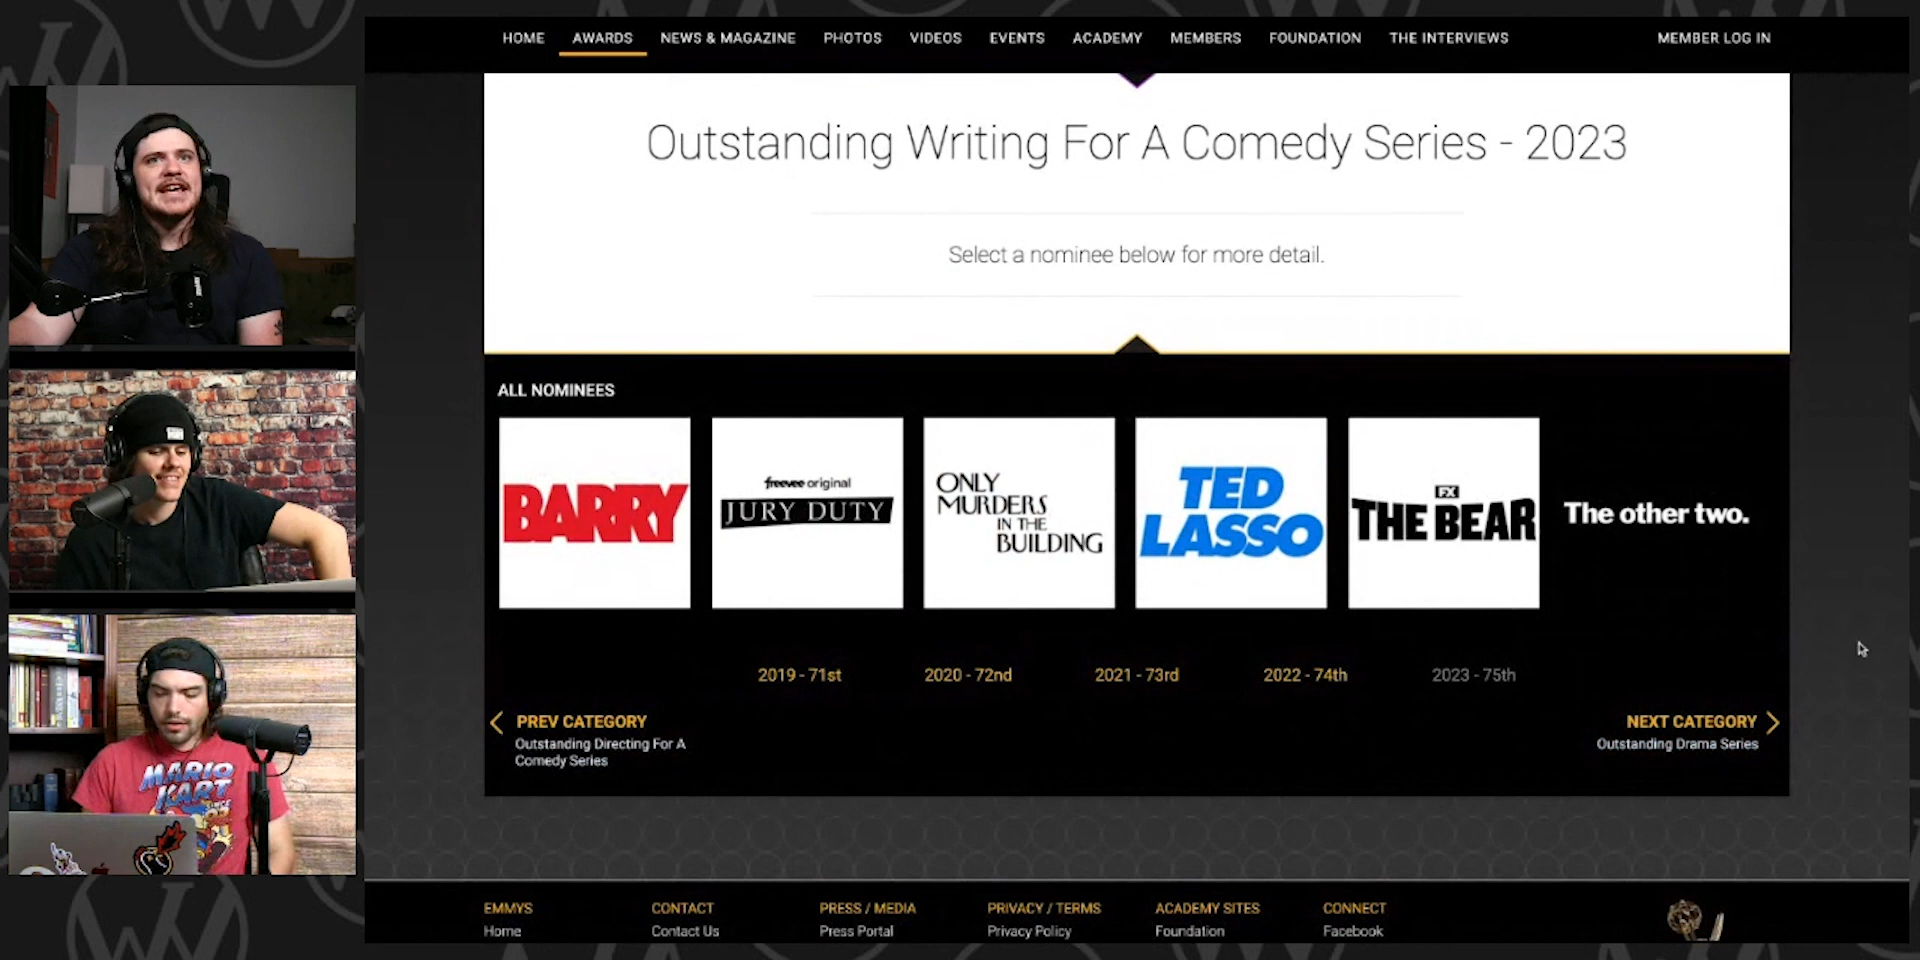 HOME AWARDS NEWS & MAGAZINE PHOTOS VIDEOS EVENTS ACADEMY MEMBERS FOUNDATION THE INTERVIEWS MEMBER LOG IN
Outstanding Writing For A Comedy Series - 2023
Select a nominee below for more detail.
ALL NOMINEES
BARRY
freevee original
JURY DUTY
ONLY
MURDERS
IN THE
BUILDING
TED
LASSO
FX
THE BEAR
The other two.
2019 - 71st 2020 - 72nd 2021 - 73rd 2022 - 74th 2023 - 75th
PREV CATEGORY
Outstanding Directing For A
Comedy Series
NEXT CATEGORY
Outstanding Drama Series
EMMYS CONTACT PRESS / MEDIA PRIVACY / TERMS ACADEMY SITES CONNECT
Home Contact Us Press Portal Privacy Policy Foundation Facebook
MARIO
KART